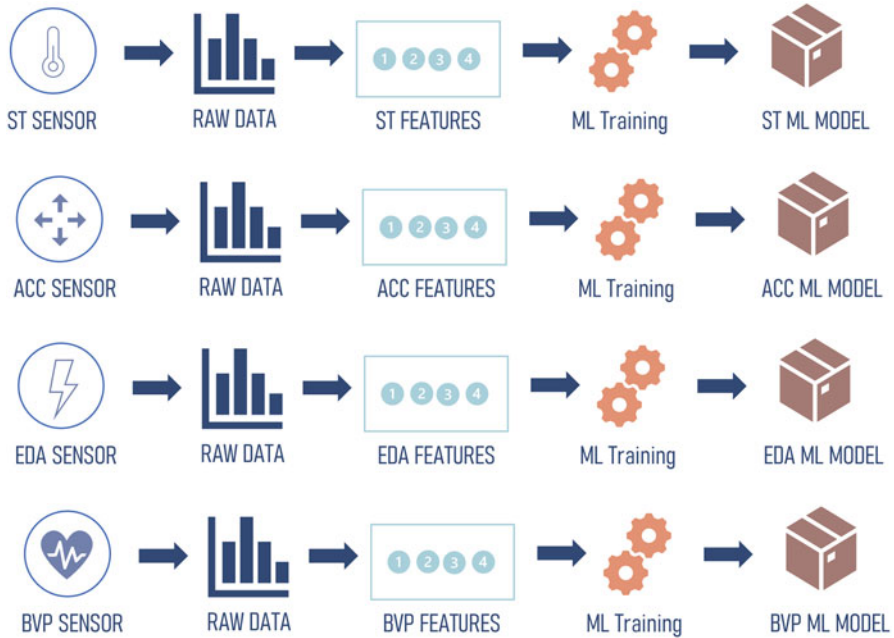 1 2 3 4
ST SENSOR RAW DATA ST FEATURES ML Training ST ML MODEL
1 2 3 4
ACC SENSOR RAW DATA ACC FEATURES ML Training ACC ML MODEL
1 2 3 4
EDA SENSOR RAW DATA EDA FEATURES ML Training EDA ML MODEL
1 2 3 4
BVP SENSOR RAW DATA BVP FEATURES ML Training BVP ML MODEL